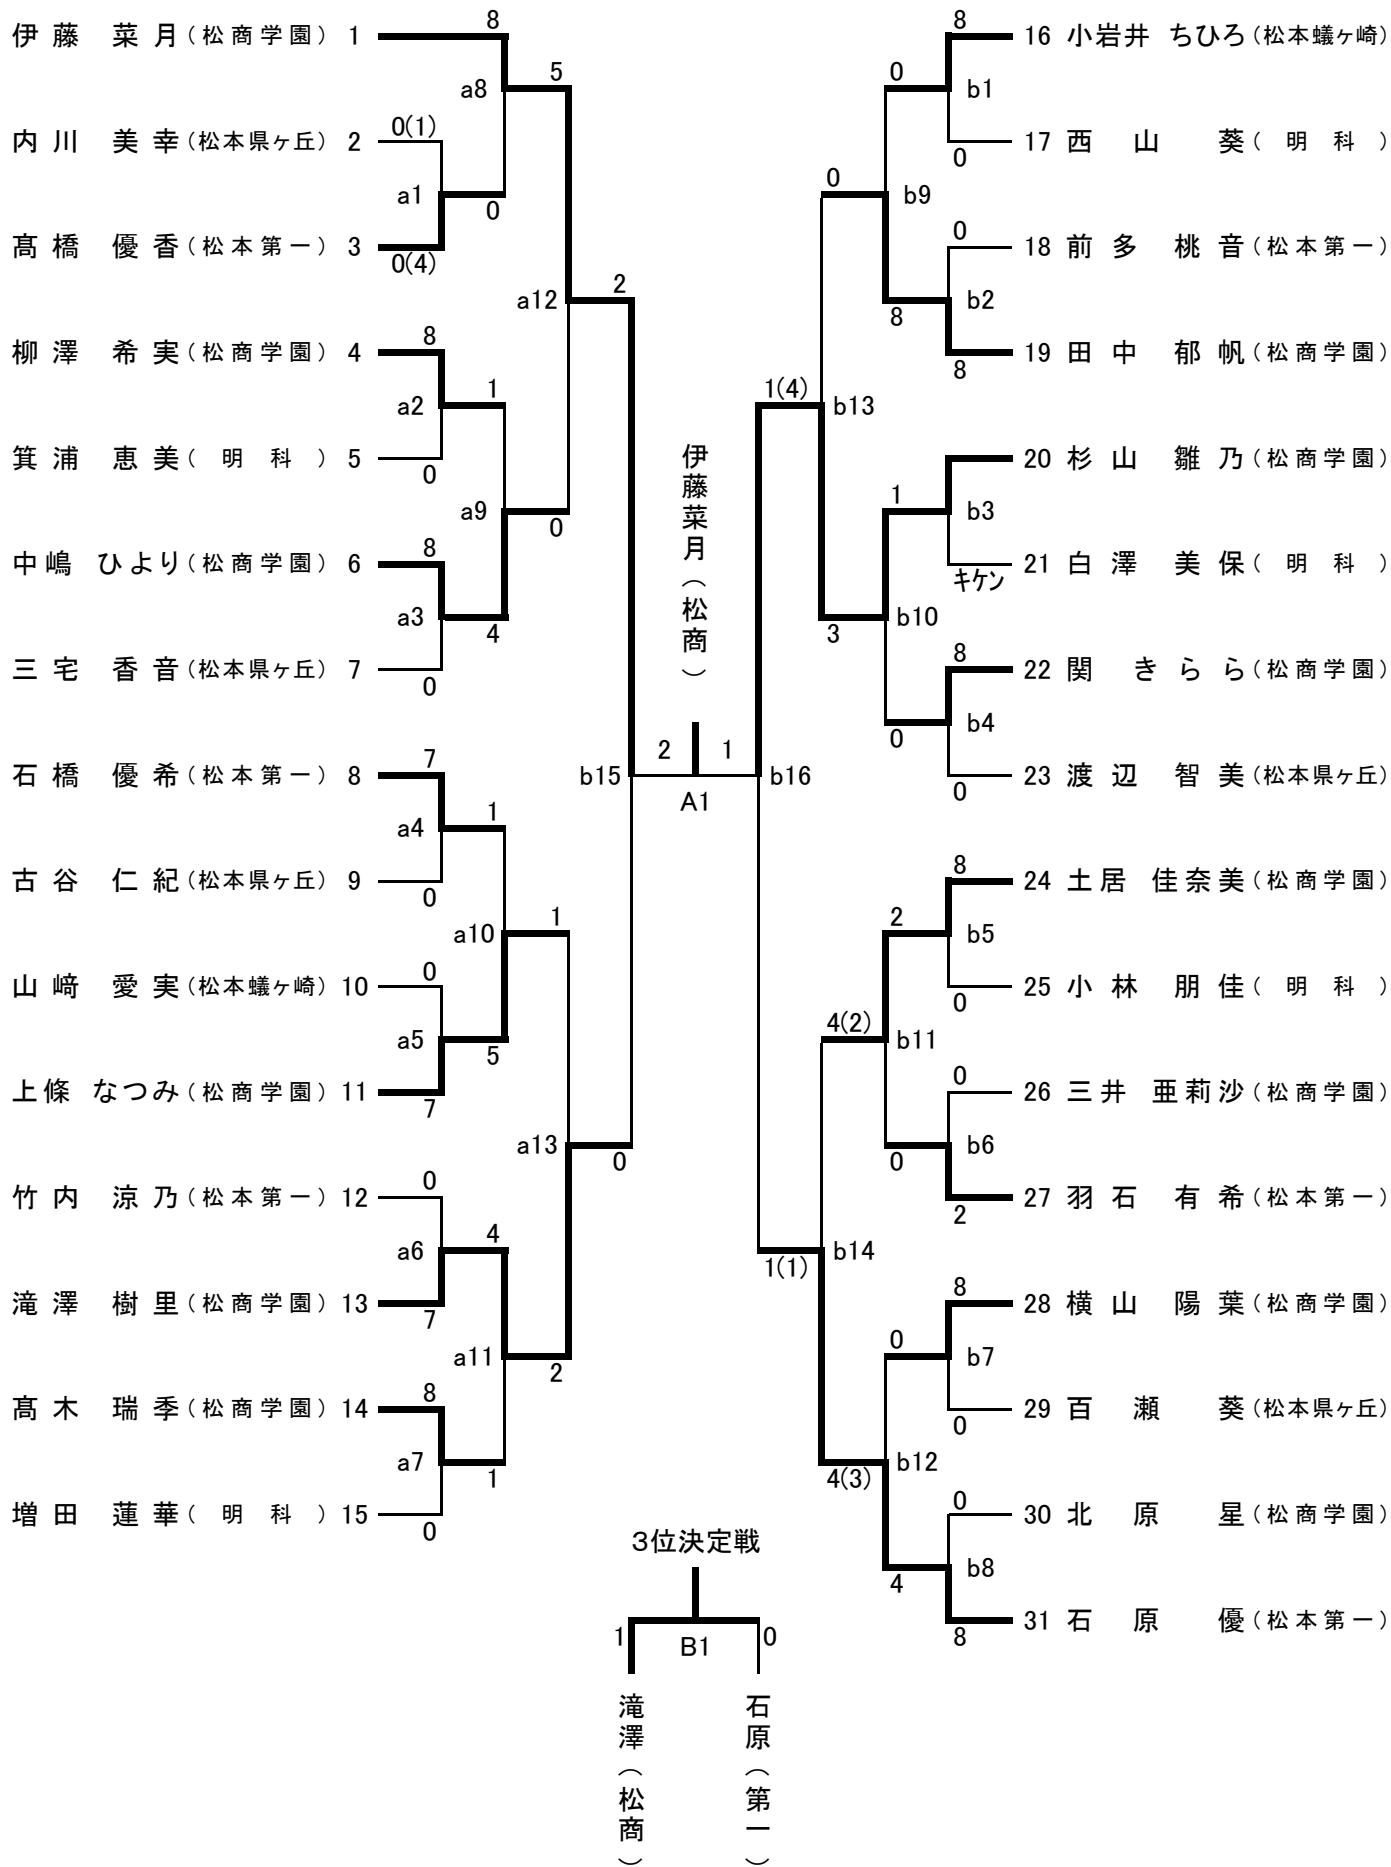 伊藤 菜月(松商学園) 1
内川 美幸(松本県ヶ丘) 2
髙橋 優香(松本第一) 3
柳澤 希実(松商学園) 4
箕浦 恵美(明科) 5
中嶋 ひより(松商学園) 6
三宅 香音(松本県ヶ丘) 7
石橋 優希(松本第一) 8
古谷 仁紀(松本県ヶ丘) 9
山﨑 愛実(松本蟻ヶ崎) 10
上條 なつみ(松商学園) 11
竹内 涼乃(松本第一) 12
滝澤 樹里(松商学園) 13
髙木 瑞季(松商学園) 14
増田 蓮華(明科) 15
8
0(1)
a1
0(4)
8
a2
0
8
a3
0
7
a4
0
0
a5
7
0
a6
7
8
a7
0
a8
0
1
a9
4
1
a10
5
4
a11
1
5
a12
0
1
a13
2
2
b15
0
伊藤菜月(松商)
2
1
A1
1(4)
b16
1(1)
0
b13
3
4(2)
b14
4(3)
0
b9
8
1
b10
0
2
b11
0
0
b12
4
8
b1
0
0
b2
8
b3
キケン
8
b4
0
8
b5
0
0
b6
2
8
b7
0
0
b8
8
16 小岩井 ちひろ(松本蟻ヶ崎)
17 西山 葵(明科)
18 前多 桃音(松本第一)
19 田中 郁帆(松商学園)
20 杉山 雛乃(松商学園)
21 白澤 美保(明科)
22 関 きらら(松商学園)
23 渡辺 智美(松本県ヶ丘)
24 土居 佳奈美(松商学園)
25 小林 朋佳(明科)
26 三井 亜莉沙(松商学園)
27 羽石 有希(松本第一)
28 横山 陽葉(松商学園)
29 百瀬 葵(松本県ヶ丘)
30 北原 星(松商学園)
31 石原 優(松本第一)
3位決定戦
1
B1
0
滝澤(松商)
石原(第一)